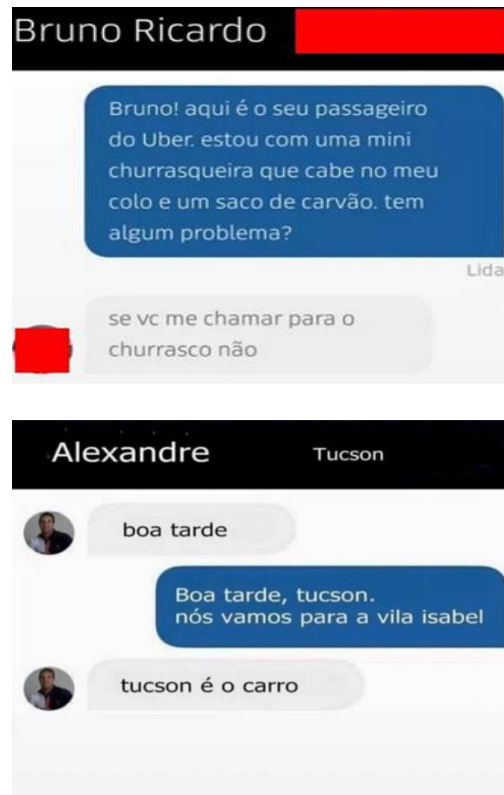 Bruno Ricardo
Bruno! aqui é o seu passageiro
do Uber. estou com uma mini
churrasqueira que cabe no meu
colo e um saco de carvão. tem
algum problema?
Lida
se vc me chamar para o
churrasco não
Alexandre
Tucson
boa tarde
Boa tarde, tucson.
nós vamos para a vila isabel
tucson é o carro